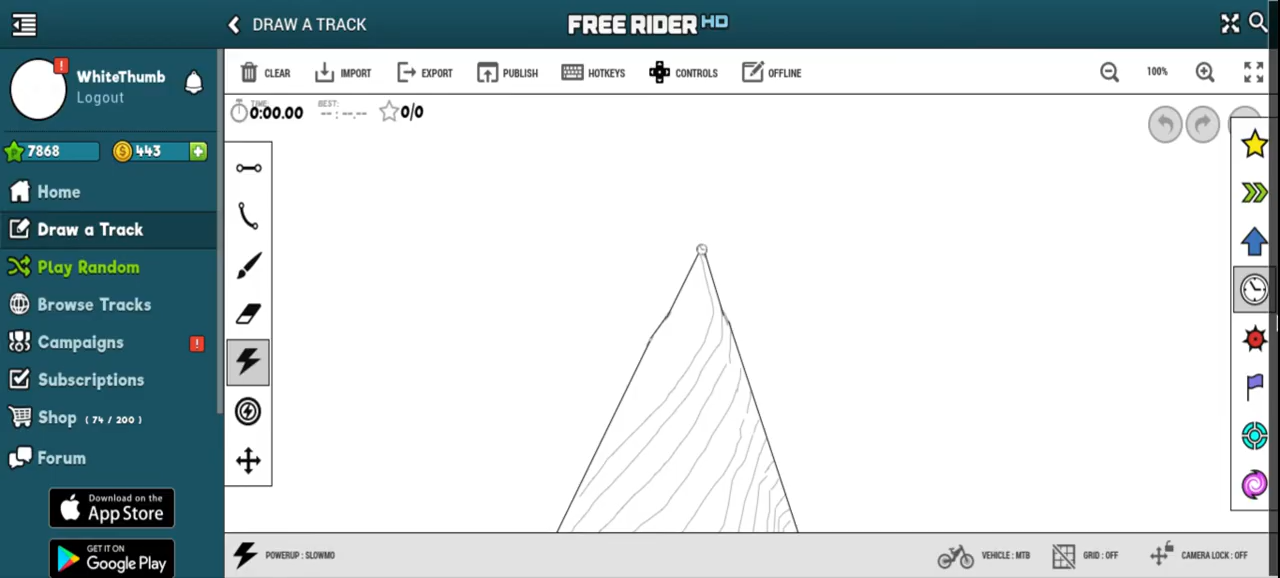 DRAW A TRACK
FREE RIDER HD
WhiteThumb
Logout
7868
443
Home
Draw a Track
Play Random
Browse Tracks
Campaigns
Subscriptions
Shop ( 74 / 200 )
Forum
Download on the
App Store
GET IT ON
Google Play
CLEAR
IMPORT
EXPORT
PUBLISH
HOTKEYS
CONTROLS
OFFLINE
100%
TIME:
0:00.00
BEST:
-- : --.--
0/0
POWERUP : SLOWMO
VEHICLE : MTB
GRID : OFF
CAMERA LOCK : OFF